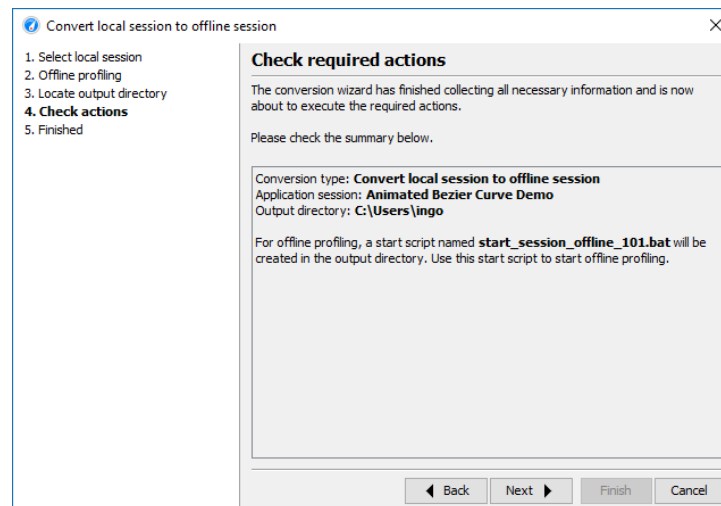 Convert local session to offline session
1. Select local session
2. Offline profiling
3. Locate output directory
4. Check actions
5. Finished
Check required actions
The conversion wizard has finished collecting all necessary information and is now
about to execute the required actions.
Please check the summary below.
Conversion type: Convert local session to offline session
Application session: Animated Bezier Curve Demo
Output directory: C:\Users\ingo
For offline profiling, a start script named start_session_offline_101.bat will be
created in the output directory. Use this start script to start offline profiling.
Back
Next
Finish
Cancel